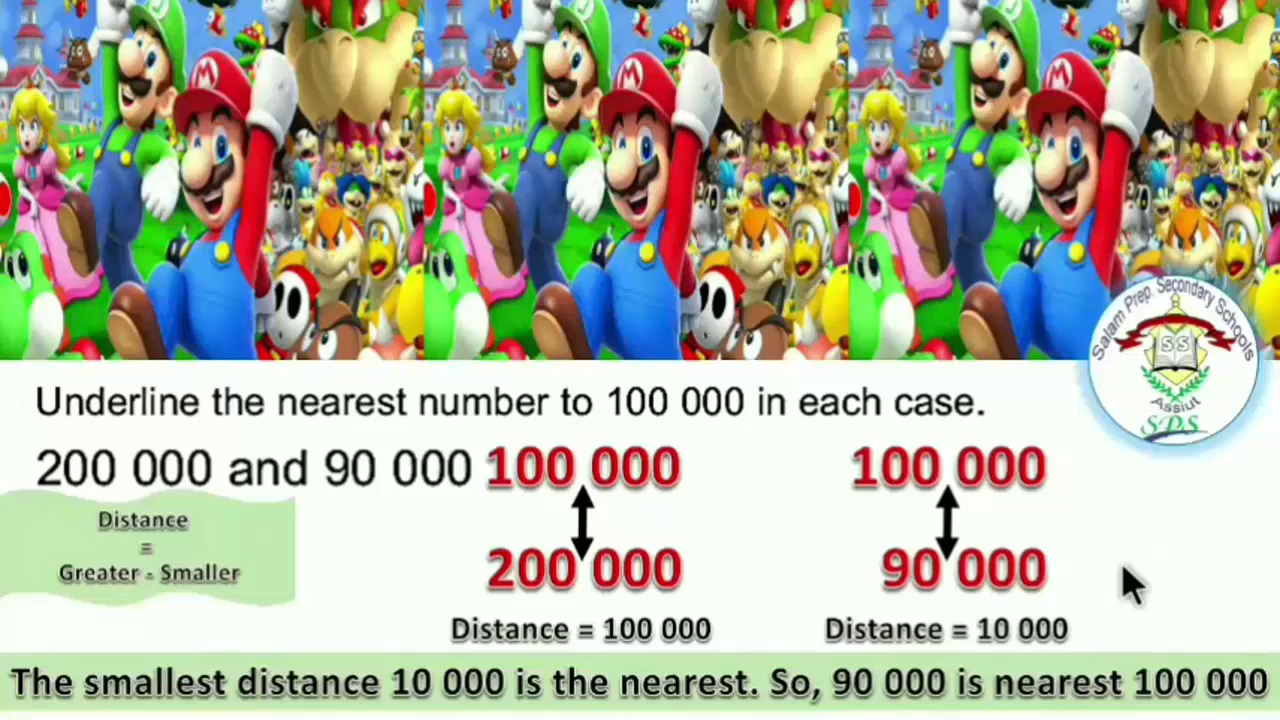 Underline the nearest number to 100 000 in each case.
200 000 and 90 000
100 000
100 000
Distance
=
Greater - Smaller
200 000
90 000
Distance = 100 000
Distance = 10 000
The smallest distance 10 000 is the nearest. So, 90 000 is nearest 100 000
Salam Prep. Secondary Schools
SS
Assiut
S.P.S
M
M
M
L
L